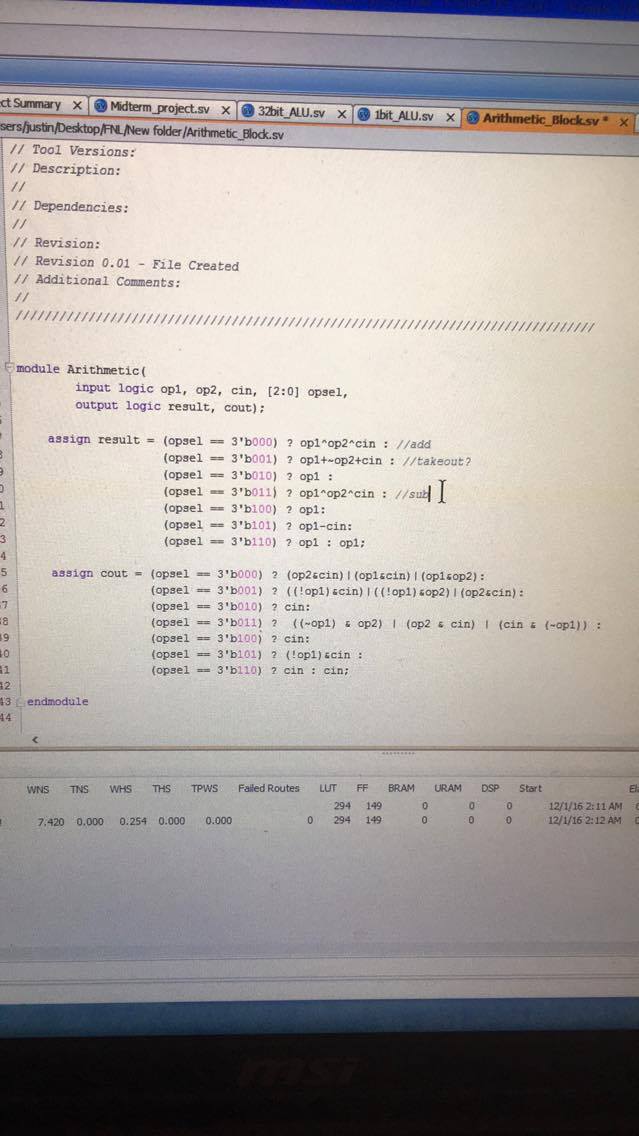 ct Summary X Midterm_project.sv X 32bit_ALU.sv X 1bit_ALU.sv X Arithmetic_Block.sv * X
sers/justin/Desktop/FNL/New folder/Arithmetic_Block.sv
// Tool Versions:
// Description:
//
// Dependencies:
//
// Revision:
// Revision 0.01 - File Created
// Additional Comments:
//
//////////////////////////////////////////////////////////////////////////////////
module Arithmetic(
input logic op1, op2, cin, [2:0] opsel,
output logic result, cout);
assign result = (opsel == 3'b000) ? op1^op2^cin : //add
(opsel == 3'b001) ? op1+~op2+cin : //takeout?
(opsel == 3'b010) ? op1 :
(opsel == 3'b011) ? op1^op2^cin : //sub
(opsel == 3'b100) ? op1:
(opsel == 3'b101) ? op1-cin:
(opsel == 3'b110) ? op1 : op1;
assign cout = (opsel == 3'b000) ? (op2&cin)|(op1&cin)|(op1&op2):
(opsel == 3'b001) ? ((!op1)&cin)|((!op1)&op2)|(op2&cin):
(opsel == 3'b010) ? cin:
(opsel == 3'b011) ? ((~op1) & op2) | (op2 & cin) | (cin & (~op1)) :
(opsel == 3'b100) ? cin:
(opsel == 3'b101) ? (!op1)&cin :
(opsel == 3'b110) ? cin : cin;
43 endmodule
44
WNS TNS WHS THS TPWS Failed Routes LUT FF BRAM URAM DSP Start
294 149 0 0 0 12/1/16 2:11 AM
7.420 0.000 0.254 0.000 0.000 0 294 149 0 0 0 12/1/16 2:12 AM
msi